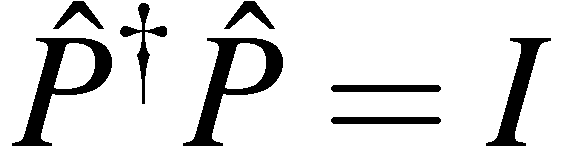 P̂† P̂ = I